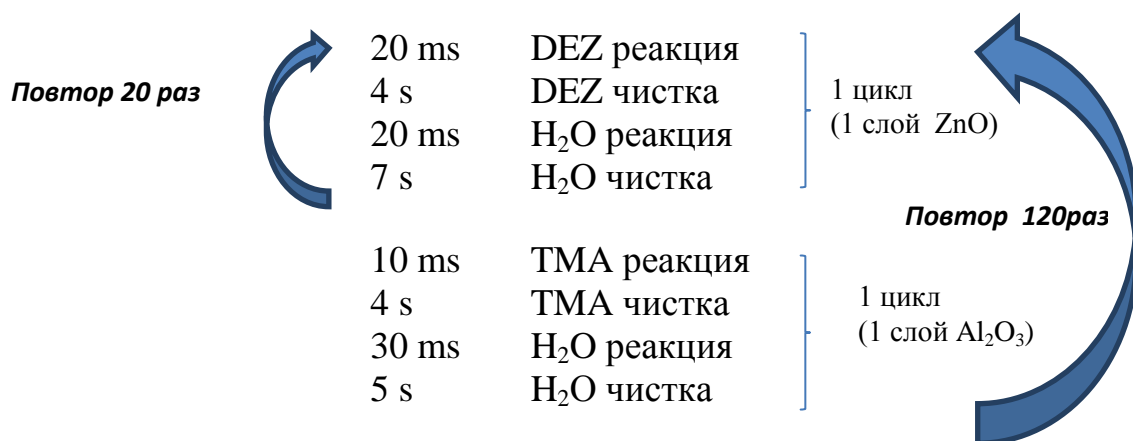 Повтор 20 раз
20 ms DEZ реакция
4 s DEZ чистка
20 ms H₂O реакция
7 s H₂O чистка
1 цикл
(1 слой ZnO)
Повтор 120раз
10 ms TMA реакция
4 s TMA чистка
30 ms H₂O реакция
5 s H₂O чистка
1 цикл
(1 слой Al₂O₃)